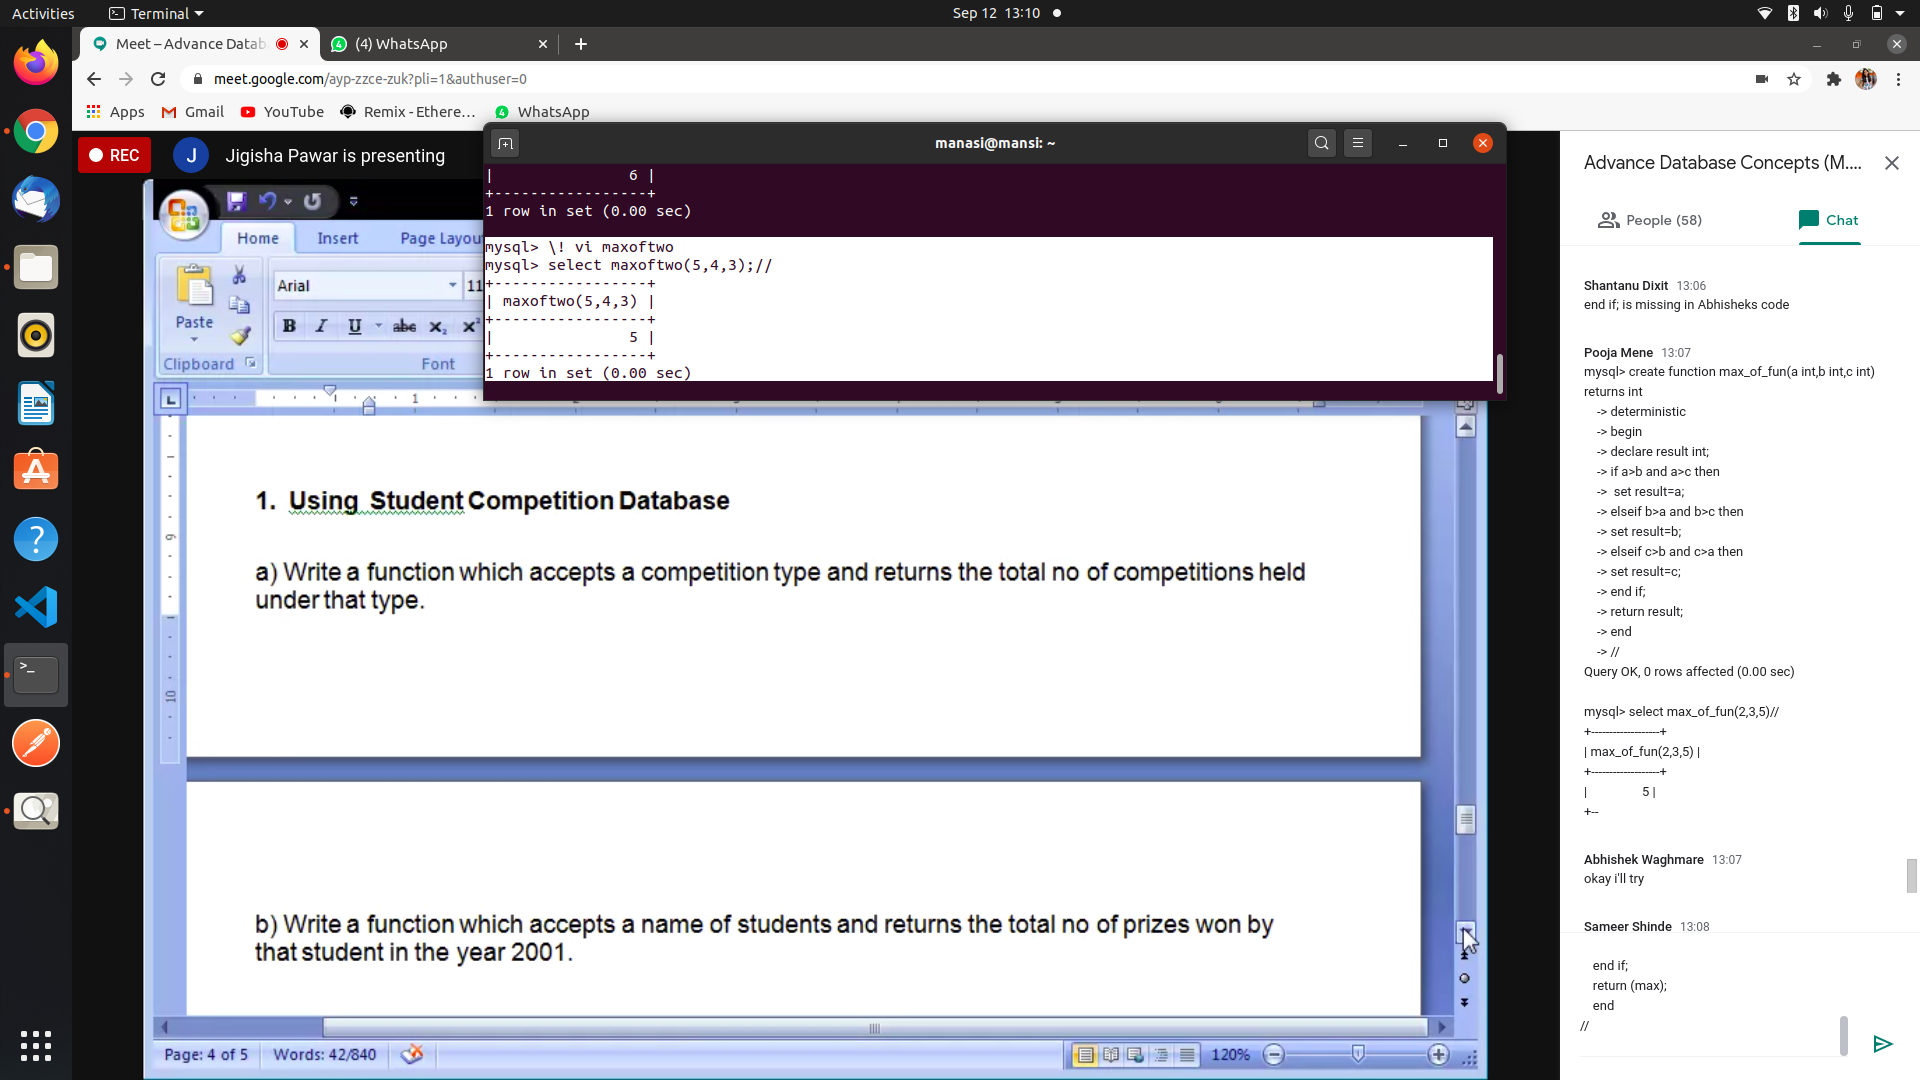 Activities
Terminal
Sep 12 13:10
Meet – Advance Datab
(4) WhatsApp
meet.google.com/ayp-zzce-zuk?pli=1&authuser=0
Apps
Gmail
YouTube
Remix - Ethere...
WhatsApp
REC
J
Jigisha Pawar is presenting
manasi@mansi: ~
| 6 |
+-----------------+
1 row in set (0.00 sec)
mysql> \! vi maxoftwo
mysql> select maxoftwo(5,4,3);//
+-----------------+
| maxoftwo(5,4,3) |
+-----------------+
| 5 |
+-----------------+
1 row in set (0.00 sec)
Home
Insert
Page Layou
Paste
Clipboard
Arial
11
B I U abc X₂ X²
Font
1
1. Using Student Competition Database
a) Write a function which accepts a competition type and returns the total no of competitions held
under that type.
b) Write a function which accepts a name of students and returns the total no of prizes won by
that student in the year 2001.
9
10
Page: 4 of 5
Words: 42/840
120%
Advance Database Concepts (M....
People (58)
Chat
Shantanu Dixit 13:06
end if; is missing in Abhisheks code
Pooja Mene 13:07
mysql> create function max_of_fun(a int,b int,c int)
returns int
-> deterministic
-> begin
-> declare result int;
-> if a>b and a>c then
-> set result=a;
-> elseif b>a and b>c then
-> set result=b;
-> elseif c>b and c>a then
-> set result=c;
-> end if;
-> return result;
-> end
-> //
Query OK, 0 rows affected (0.00 sec)
mysql> select max_of_fun(2,3,5)//
+-------------------+
| max_of_fun(2,3,5) |
+-------------------+
| 5 |
+--
Abhishek Waghmare 13:07
okay i'll try
Sameer Shinde 13:08
end if;
return (max);
end
//